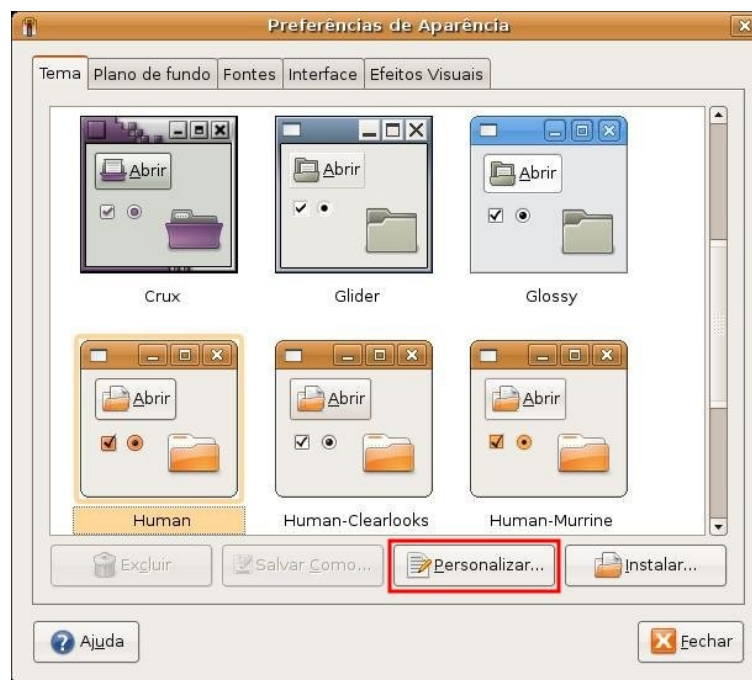 Preferências de Aparência
Tema Plano de fundo Fontes Interface Efeitos Visuais
Abrir Abrir Abrir
Crux Glider Glossy
Abrir Abrir Abrir
Human Human-Clearlooks Human-Murrine
Excluir Salvar Como... Personalizar... Instalar...
Ajuda Fechar